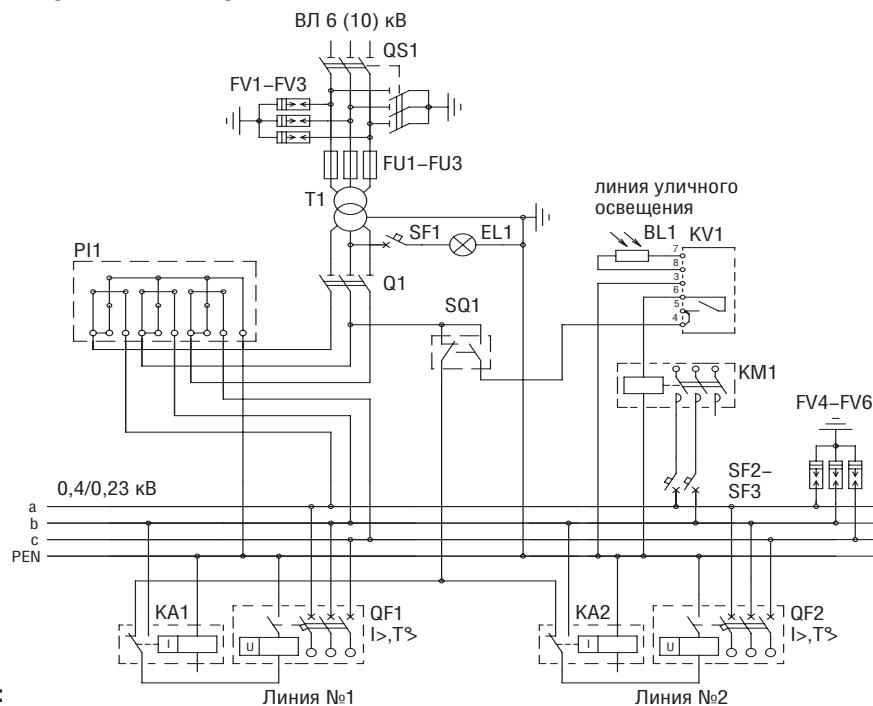 ВЛ 6 (10) кВ
QS1
FV1–FV3
FU1–FU3
T1
линия уличного
освещения
SF1
EL1
BL1
KV1
7
8
3
6
5
4
PI1
Q1
SQ1
KM1
FV4–FV6
SF2–
SF3
0,4/0,23 кВ
a
b
c
PEN
KA1
I
U
QF1
I>,T°>
KA2
I
U
QF2
I>,T°>
:
Линия №1
Линия №2